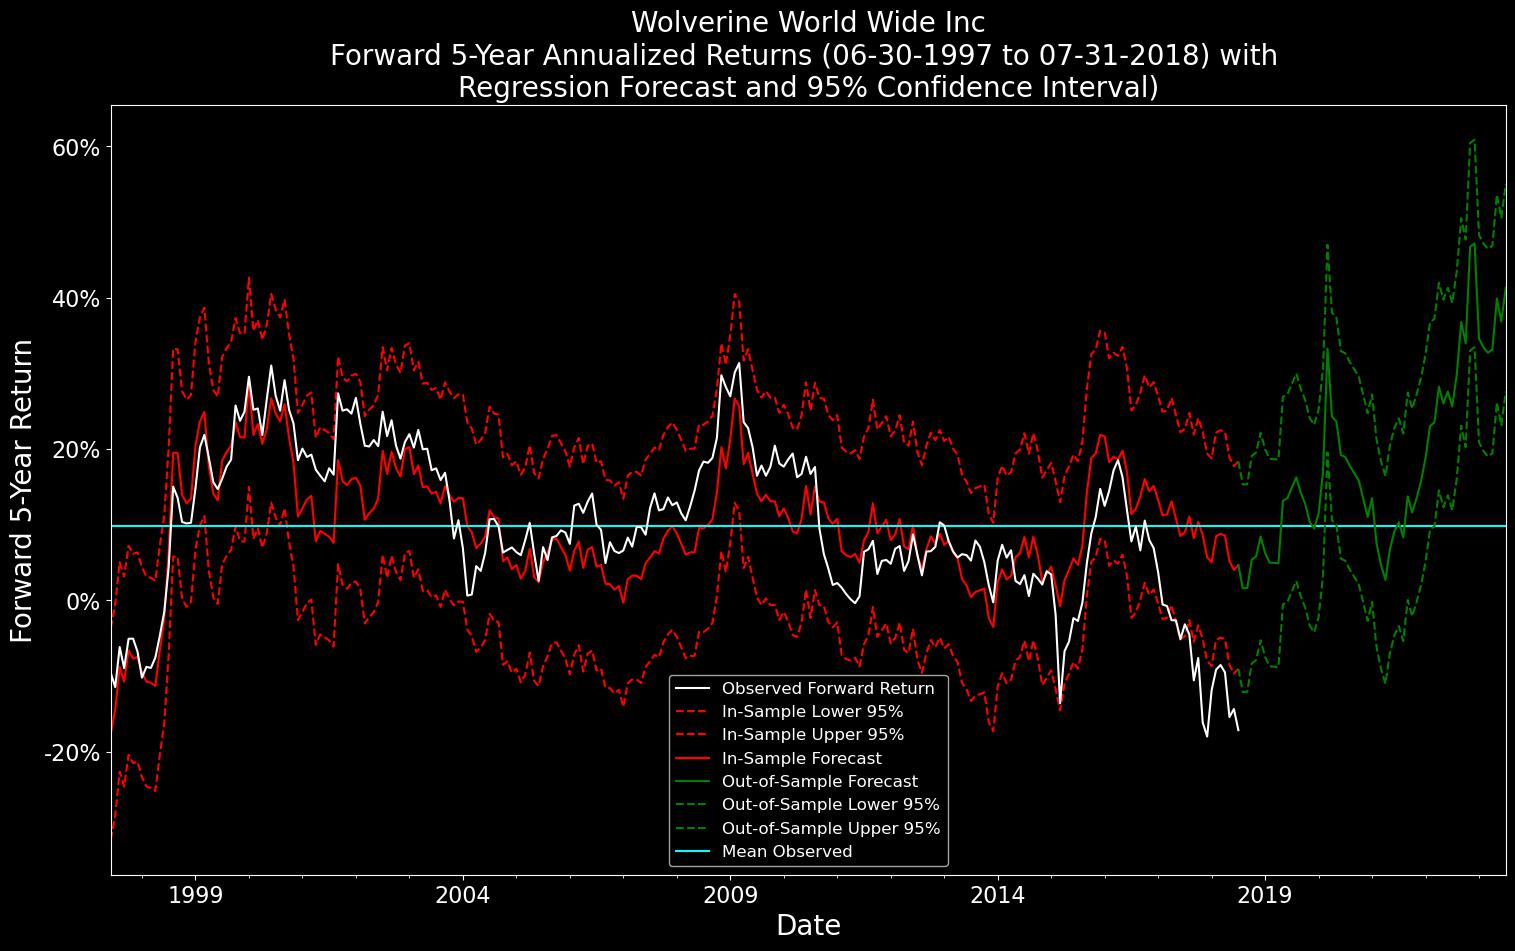 Wolverine World Wide Inc
Forward 5-Year Annualized Returns (06-30-1997 to 07-31-2018) with
Regression Forecast and 95% Confidence Interval)
Forward 5-Year Return
60%
40%
20%
0%
-20%
Observed Forward Return
In-Sample Lower 95%
In-Sample Upper 95%
In-Sample Forecast
Out-of-Sample Forecast
Out-of-Sample Lower 95%
Out-of-Sample Upper 95%
Mean Observed
1999 2004 2009 2014 2019
Date